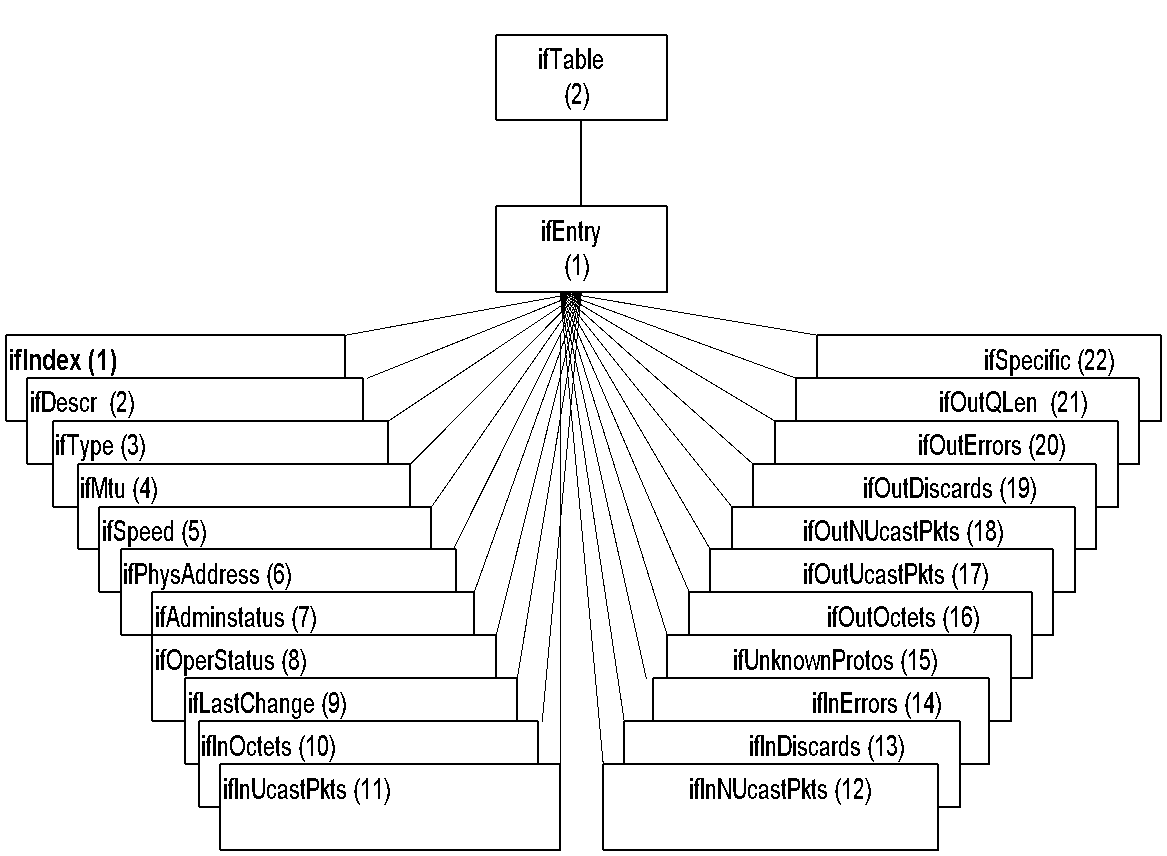 ifTable
(2)
ifEntry
(1)
ifIndex (1)
ifDescr (2)
ifType (3)
ifMtu (4)
ifSpeed (5)
ifPhysAddress (6)
ifAdminstatus (7)
ifOperStatus (8)
ifLastChange (9)
ifInOctets (10)
ifInUcastPkts (11)
ifSpecific (22)
ifOutQLen (21)
ifOutErrors (20)
ifOutDiscards (19)
ifOutNUcastPkts (18)
ifOutUcastPkts (17)
ifOutOctets (16)
ifUnknownProtos (15)
ifInErrors (14)
ifInDiscards (13)
ifInNUcastPkts (12)